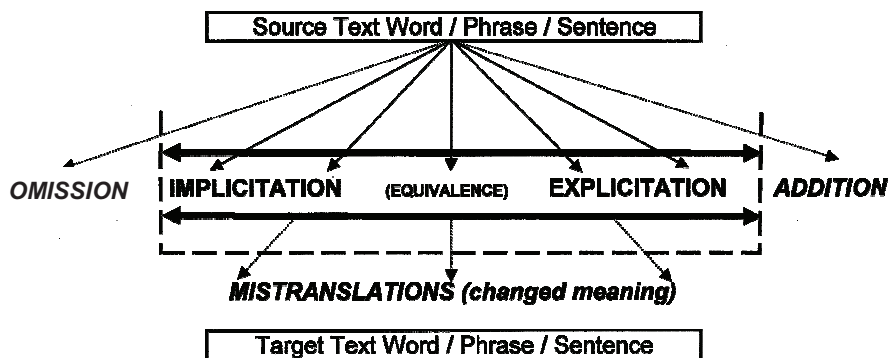 Source Text Word / Phrase / Sentence
OMISSION IMPLICITATION (EQUIVALENCE) EXPLICITATION ADDITION
MISTRANSLATIONS (changed meaning)
Target Text Word / Phrase / Sentence